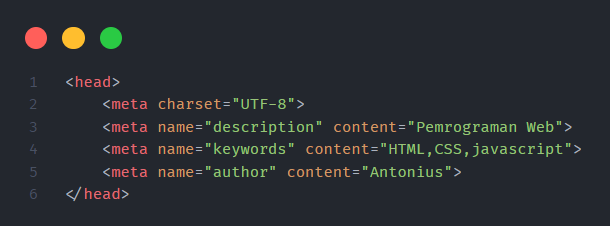 1 <head>
2     <meta charset="UTF-8">
3     <meta name="description" content="Pemrograman Web">
4     <meta name="keywords" content="HTML,CSS,javascript">
5     <meta name="author" content="Antonius">
6 </head>